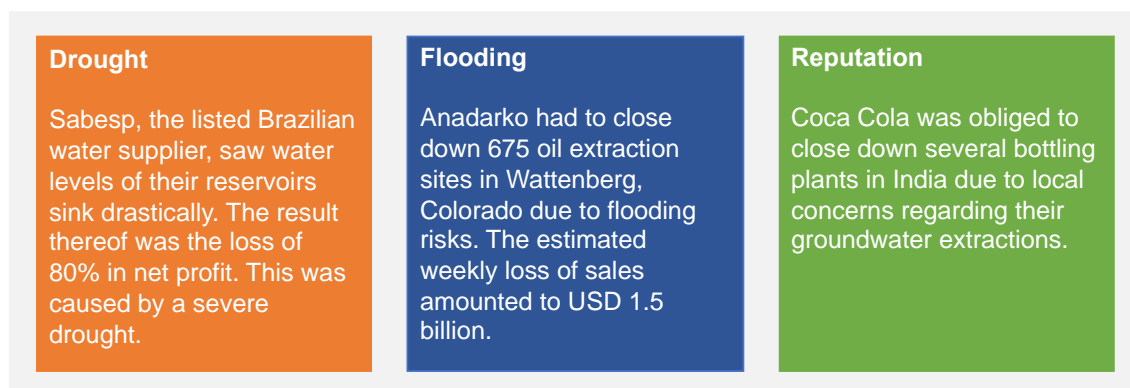 Drought
Sabesp, the listed Brazilian
water supplier, saw water
levels of their reservoirs
sink drastically. The result
thereof was the loss of
80% in net profit. This was
caused by a severe
drought.
Flooding
Anadarko had to close
down 675 oil extraction
sites in Wattenberg,
Colorado due to flooding
risks. The estimated
weekly loss of sales
amounted to USD 1.5
billion.
Reputation
Coca Cola was obliged to
close down several bottling
plants in India due to local
concerns regarding their
groundwater extractions.